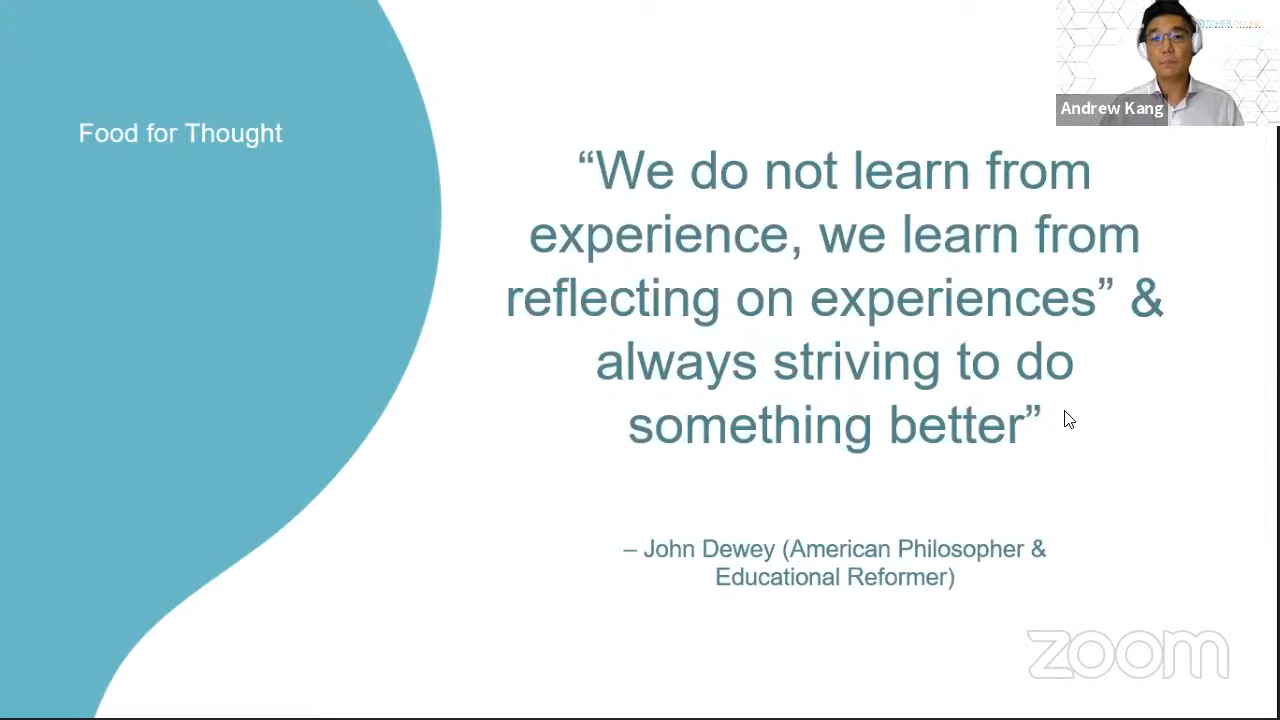 Food for Thought
“We do not learn from
experience, we learn from
reflecting on experiences” &
always striving to do
something better”
– John Dewey (American Philosopher &
Educational Reformer)
Andrew Kang
zoom